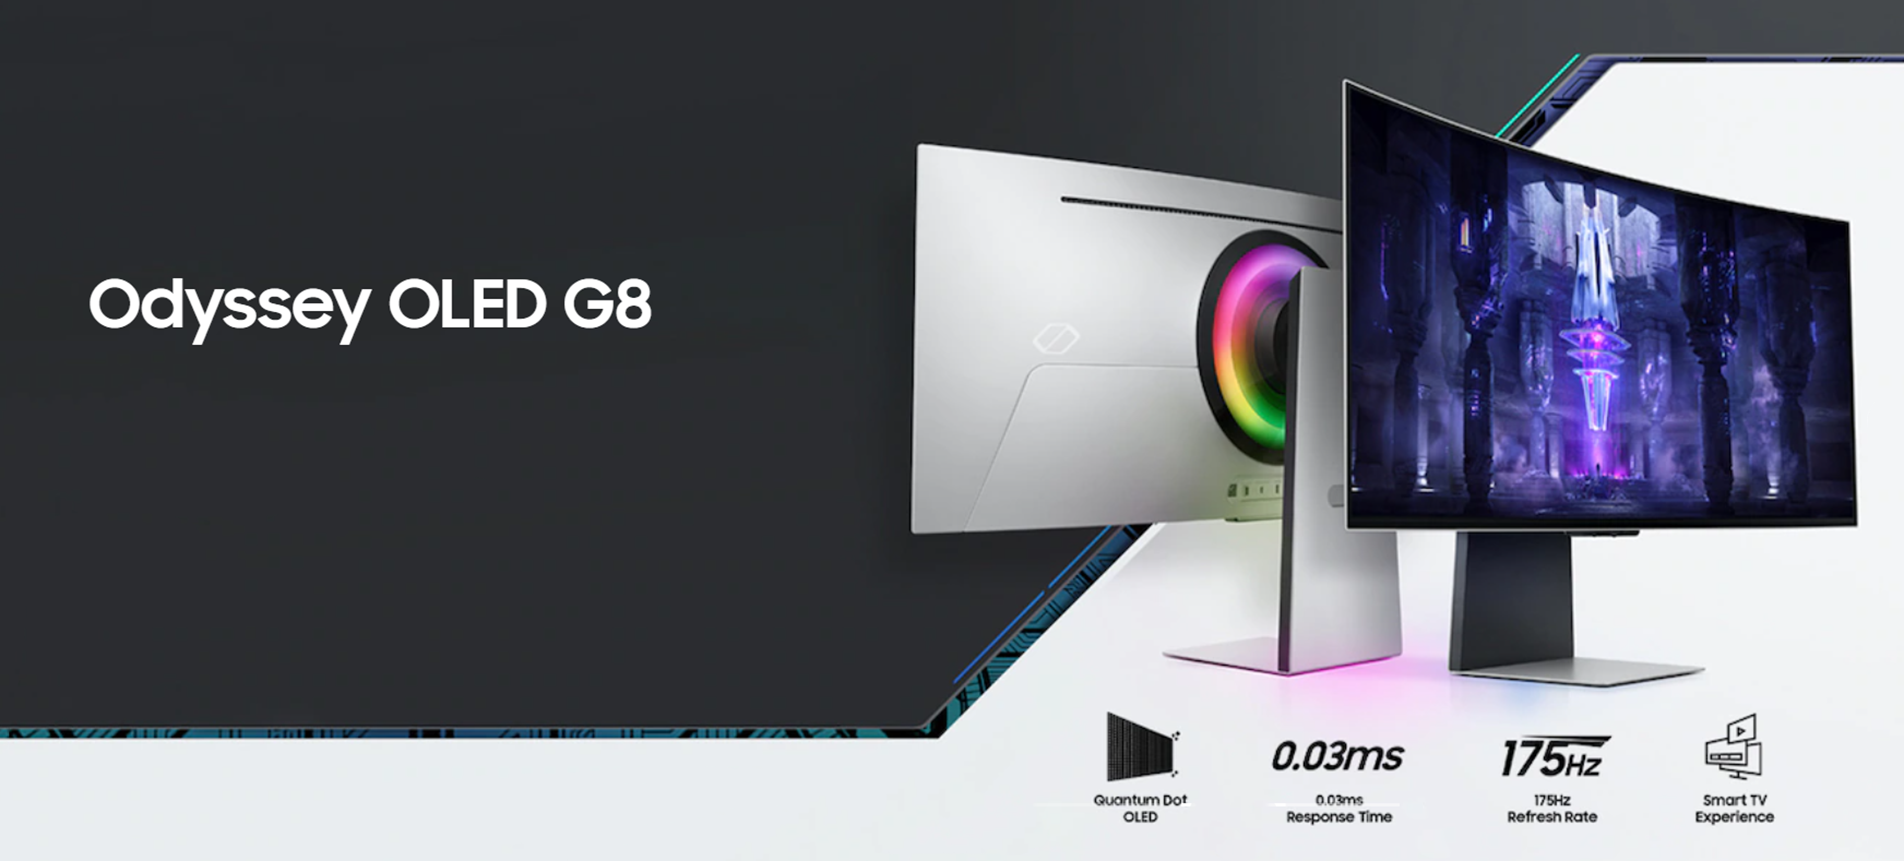 Odyssey OLED G8
0.03ms
175Hz
Quantum Dot
OLED
0.03ms
Response Time
175Hz
Refresh Rate
Smart TV
Experience